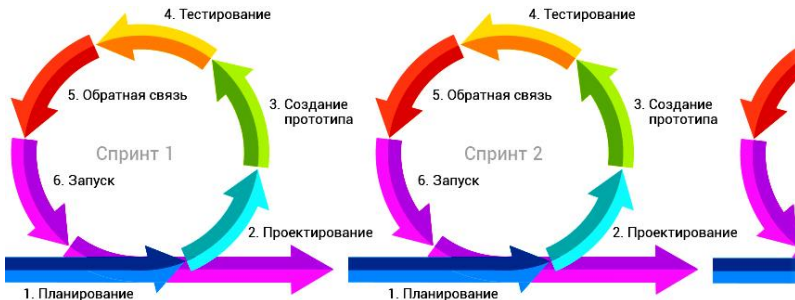 4. Тестирование
5. Обратная связь
3. Создание
прототипа
Спринт 1
6. Запуск
2. Проектирование
1. Планирование
4. Тестирование
5. Обратная связь
3. Создание
прототипа
Спринт 2
6. Запуск
2. Проектирование
1. Планирование